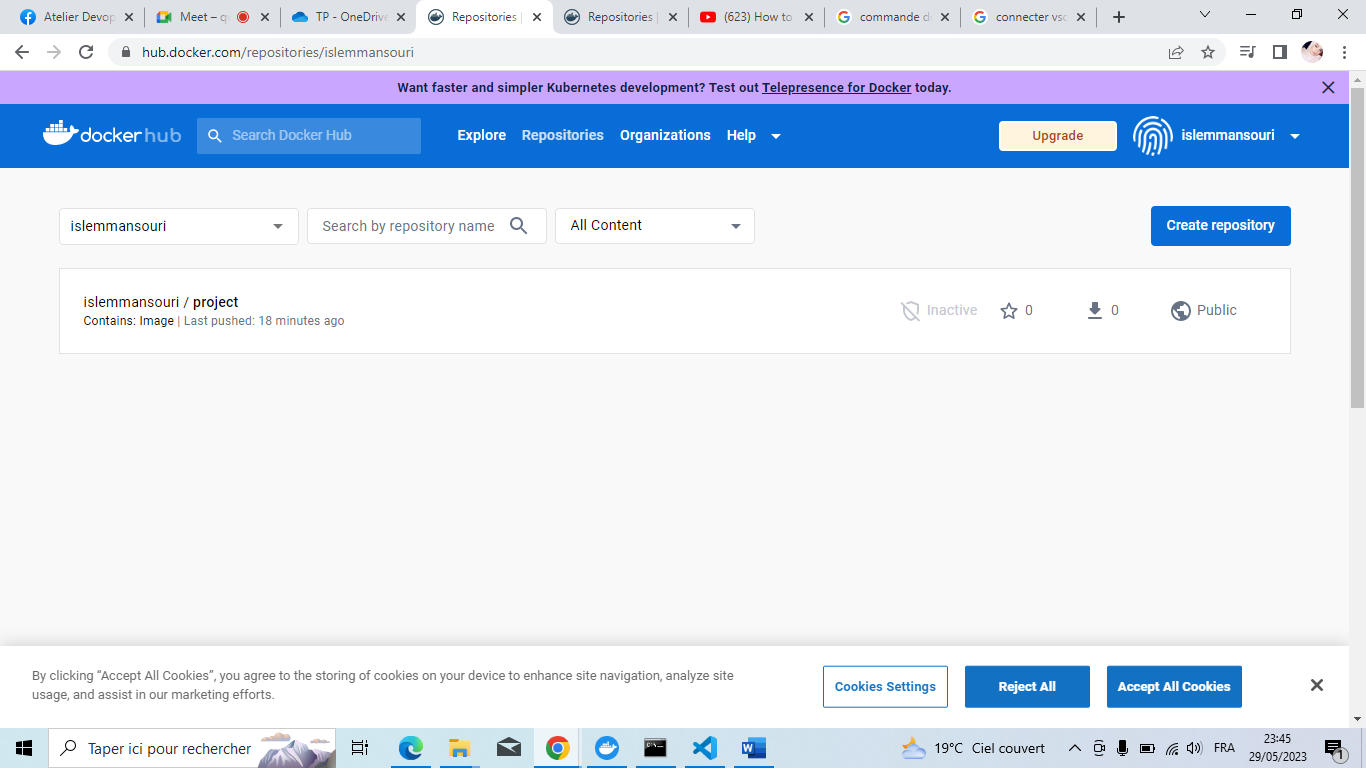 Atelier Devop
Meet – q
TP - OneDrive
Repositories |
Repositories |
(623) How to
commande d
connecter vsc
hub.docker.com/repositories/islemmansouri
Want faster and simpler Kubernetes development? Test out Telepresence for Docker today.
docker hub
Search Docker Hub
Explore
Repositories
Organizations
Help
Upgrade
islemmansouri
islemmansouri
Search by repository name
All Content
Create repository
islemmansouri / project
Contains: Image | Last pushed: 18 minutes ago
Inactive
0
0
Public
By clicking “Accept All Cookies”, you agree to the storing of cookies on your device to enhance site navigation, analyze site
usage, and assist in our marketing efforts.
Cookies Settings
Reject All
Accept All Cookies
Taper ici pour rechercher
19°C Ciel couvert
FRA
23:45
29/05/2023
1